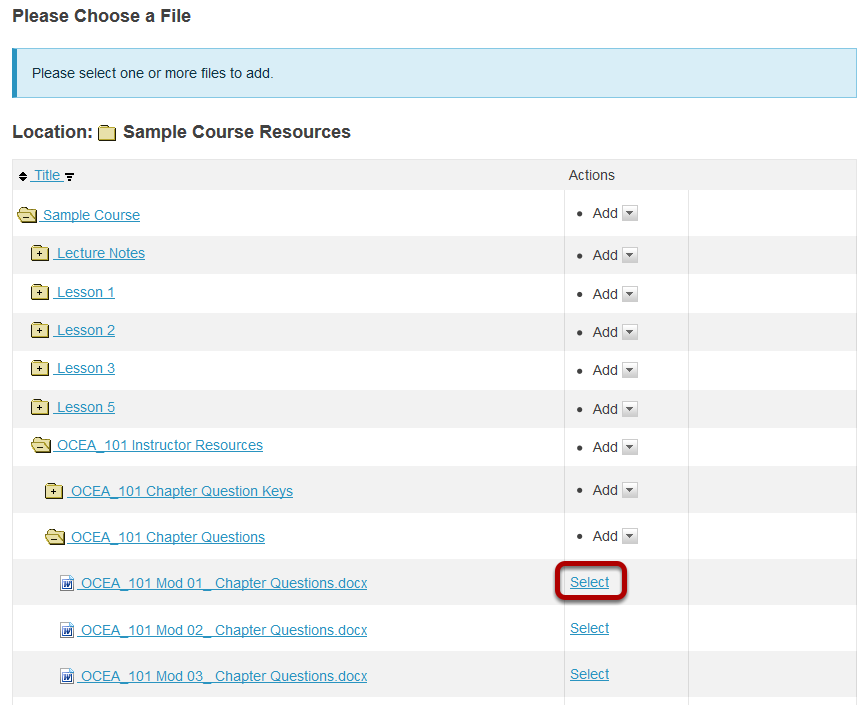 Please Choose a File
Please select one or more files to add.
Location: Sample Course Resources
Title Actions
Sample Course Add
Lecture Notes Add
Lesson 1 Add
Lesson 2 Add
Lesson 3 Add
Lesson 5 Add
OCEA_101 Instructor Resources Add
OCEA_101 Chapter Question Keys Add
OCEA_101 Chapter Questions Add
OCEA_101 Mod 01_ Chapter Questions.docx Select
OCEA_101 Mod 02_ Chapter Questions.docx Select
OCEA_101 Mod 03_ Chapter Questions.docx Select